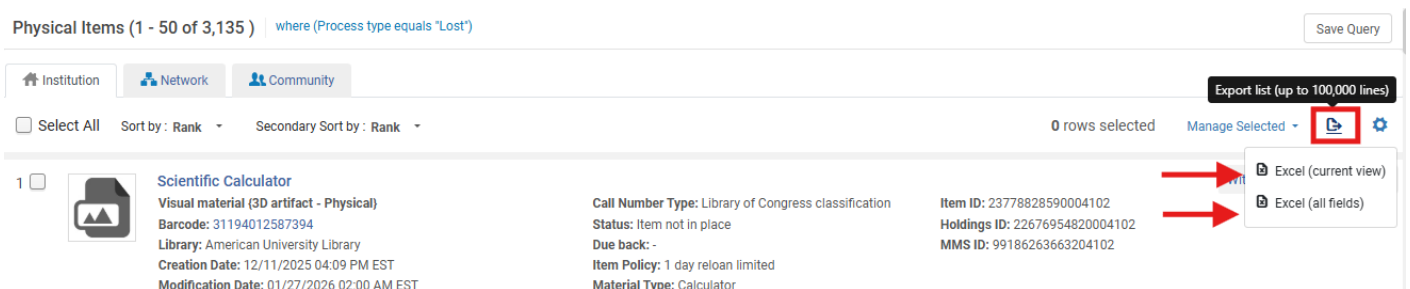 Physical Items (1 - 50 of 3,135 ) where (Process type equals "Lost")
Save Query
Institution Network Community
Export list (up to 100,000 lines)
Select All Sort by : Rank Secondary Sort by : Rank 0 rows selected Manage Selected
Excel (current view)
Excel (all fields)
1 Scientific Calculator
Visual material {3D artifact - Physical}
Barcode: 31194012587394
Library: American University Library
Creation Date: 12/11/2025 04:09 PM EST
Modification Date: 01/27/2026 02:00 AM EST
Call Number Type: Library of Congress classification
Status: Item not in place
Due back: -
Item Policy: 1 day reloan limited
Material Type: Calculator
Item ID: 23778828590004102
Holdings ID: 22676954820004102
MMS ID: 99186263663204102